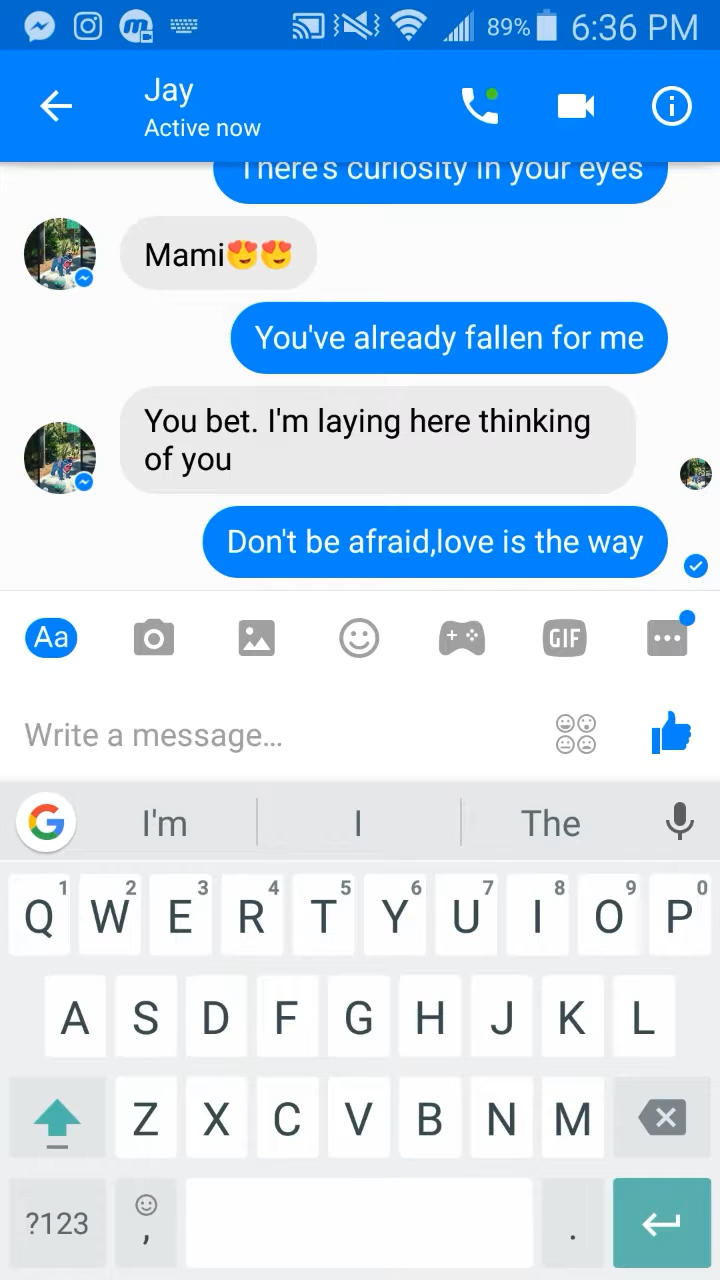 89% 6:36 PM
Jay
Active now
There's curiosity in your eyes
Mami😍😍
You've already fallen for me
You bet. I'm laying here thinking
of you
Don't be afraid,love is the way
Aa
GIF
Write a message...
G I'm I The
1 2 3 4 5 6 7 8 9 0
Q W E R T Y U I O P
A S D F G H J K L
Z X C V B N M
?123 , .